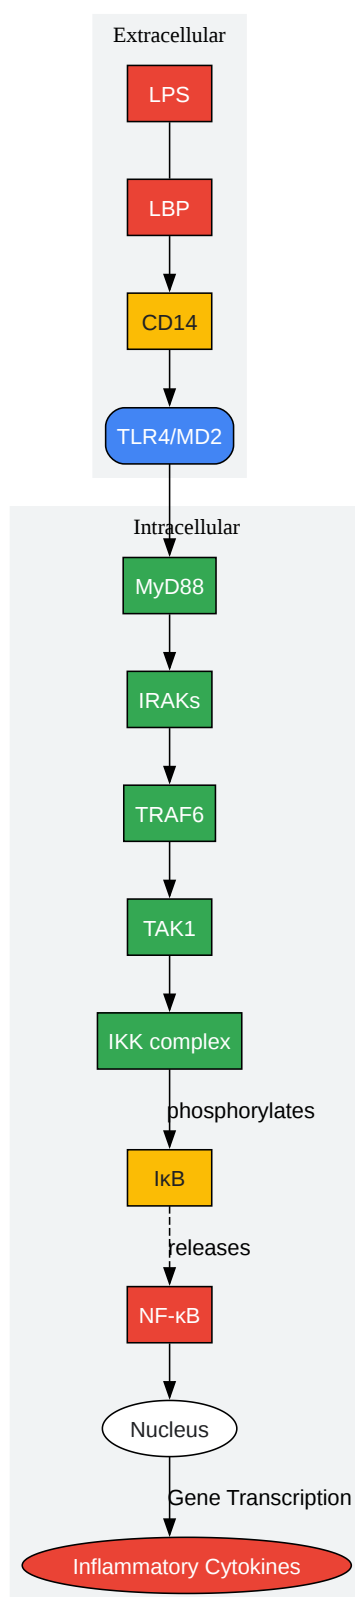 Extracellular
LPS
LBP
CD14
TLR4/MD2
Intracellular
MyD88
IRAKs
TRAF6
TAK1
IKK complex
phosphorylates
IκB
releases
NF-κB
Nucleus
Gene Transcription
Inflammatory Cytokines